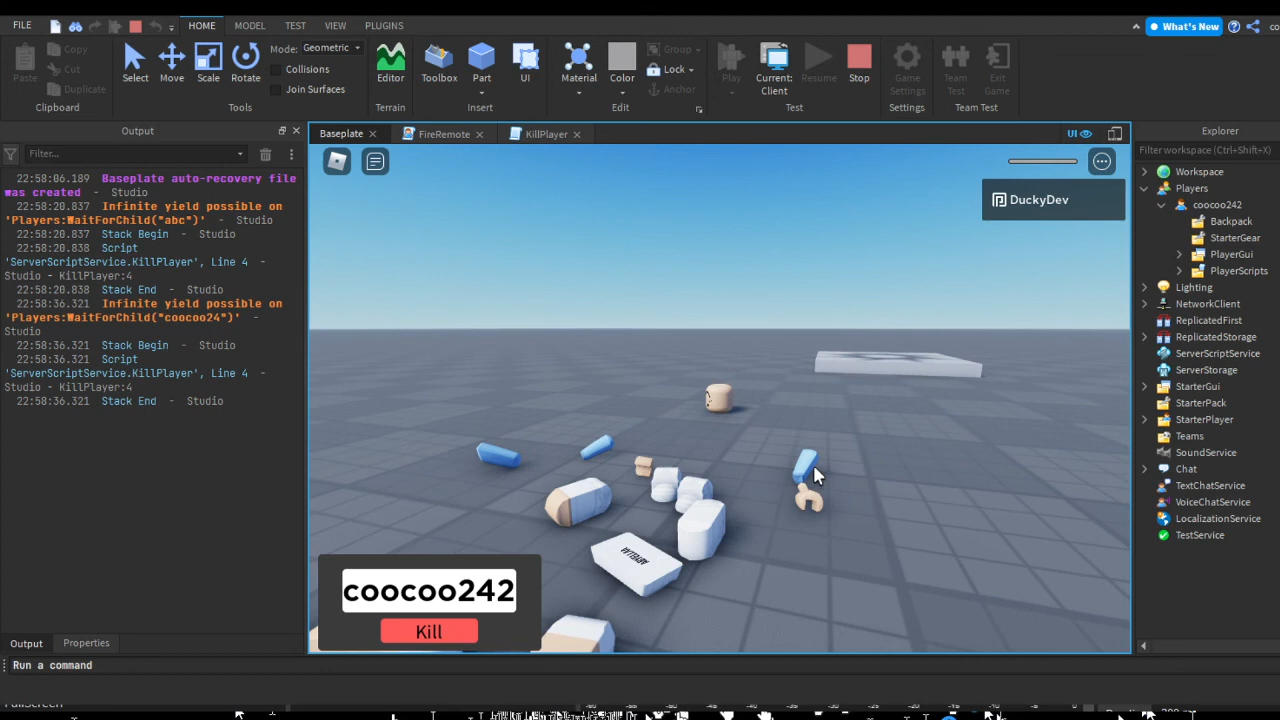 FILE HOME MODEL TEST VIEW PLUGINS What's New co
Paste Copy Cut Duplicate Clipboard
Select Move Scale Rotate Mode: Geometric Collisions Join Surfaces Tools
Editor Terrain
Toolbox Part UI Insert
Material Color Group Lock Anchor Edit
Play Current: Client Resume Stop Test
Game Settings Settings
Team Test Exit Game Team Test
Output
Filter...
22:58:06.189 Baseplate auto-recovery file
was created - Studio
22:58:20.837 Infinite yield possible on
'Players:WaitForChild("abc")' - Studio
22:58:20.837 Stack Begin - Studio
22:58:20.838 Script
'ServerScriptService.KillPlayer', Line 4 -
Studio - KillPlayer:4
22:58:20.838 Stack End - Studio
22:58:36.321 Infinite yield possible on
'Players:WaitForChild("coocoo24")' -
Studio
22:58:36.321 Stack Begin - Studio
22:58:36.321 Script
'ServerScriptService.KillPlayer', Line 4 -
Studio - KillPlayer:4
22:58:36.321 Stack End - Studio
Output Properties
Run a command
Baseplate FireRemote KillPlayer UI
DuckyDev
coocoo242
Kill
Explorer
Filter workspace (Ctrl+Shift+X)
Workspace
Players
coocoo242
Backpack
StarterGear
PlayerGui
PlayerScripts
Lighting
NetworkClient
ReplicatedFirst
ReplicatedStorage
ServerScriptService
ServerStorage
StarterGui
StarterPack
StarterPlayer
Teams
SoundService
Chat
TextChatService
VoiceChatService
LocalizationService
TestService